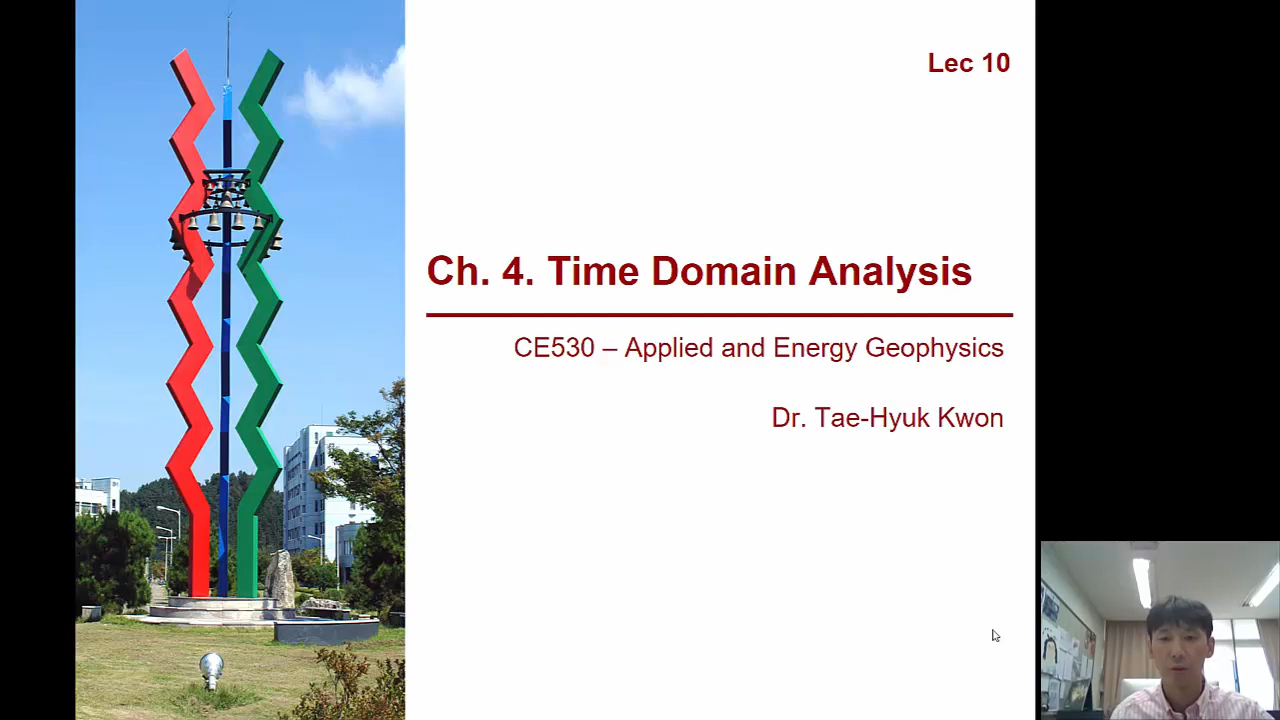 Lec 10
Ch. 4. Time Domain Analysis
CE530 – Applied and Energy Geophysics
Dr. Tae-Hyuk Kwon